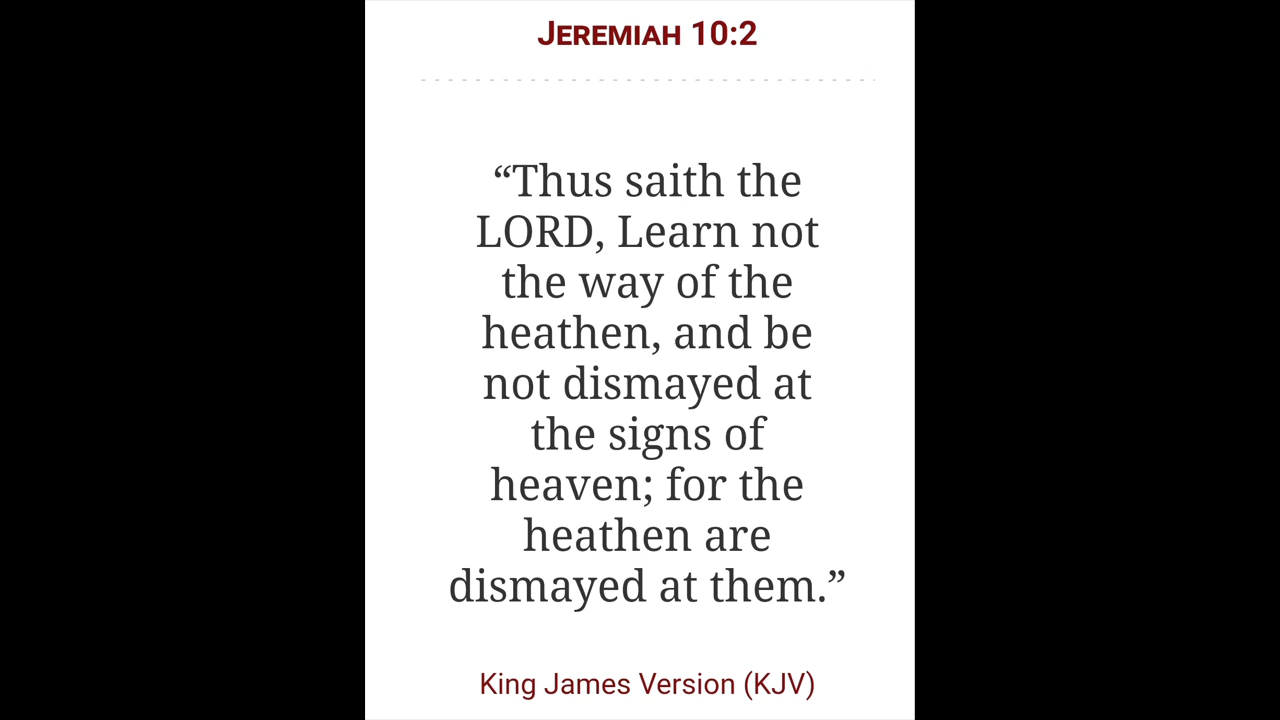 Jeremiah 10:2
“Thus saith the
LORD, Learn not
the way of the
heathen, and be
not dismayed at
the signs of
heaven; for the
heathen are
dismayed at them.”
King James Version (KJV)